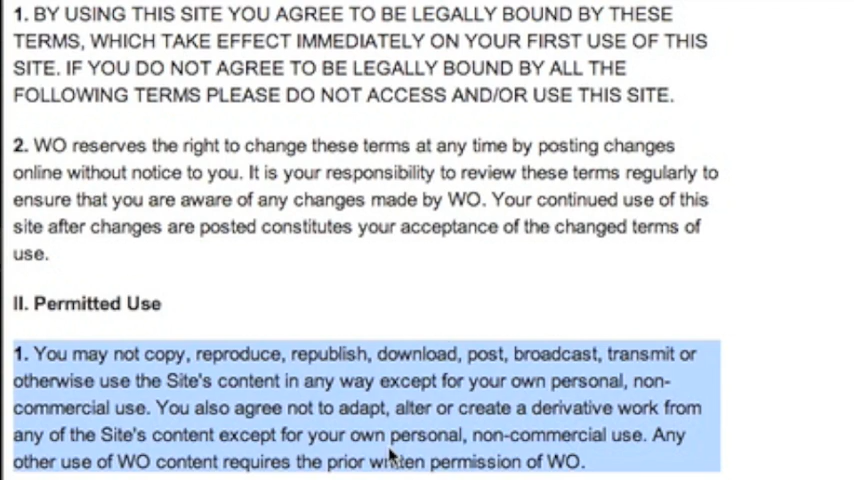 1. BY USING THIS SITE YOU AGREE TO BE LEGALLY BOUND BY THESE
TERMS, WHICH TAKE EFFECT IMMEDIATELY ON YOUR FIRST USE OF THIS
SITE. IF YOU DO NOT AGREE TO BE LEGALLY BOUND BY ALL THE
FOLLOWING TERMS PLEASE DO NOT ACCESS AND/OR USE THIS SITE.
2. WO reserves the right to change these terms at any time by posting changes
online without notice to you. It is your responsibility to review these terms regularly to
ensure that you are aware of any changes made by WO. Your continued use of this
site after changes are posted constitutes your acceptance of the changed terms of
use.
II. Permitted Use
1. You may not copy, reproduce, republish, download, post, broadcast, transmit or
otherwise use the Site's content in any way except for your own personal, non-
commercial use. You also agree not to adapt, alter or create a derivative work from
any of the Site's content except for your own personal, non-commercial use. Any
other use of WO content requires the prior written permission of WO.